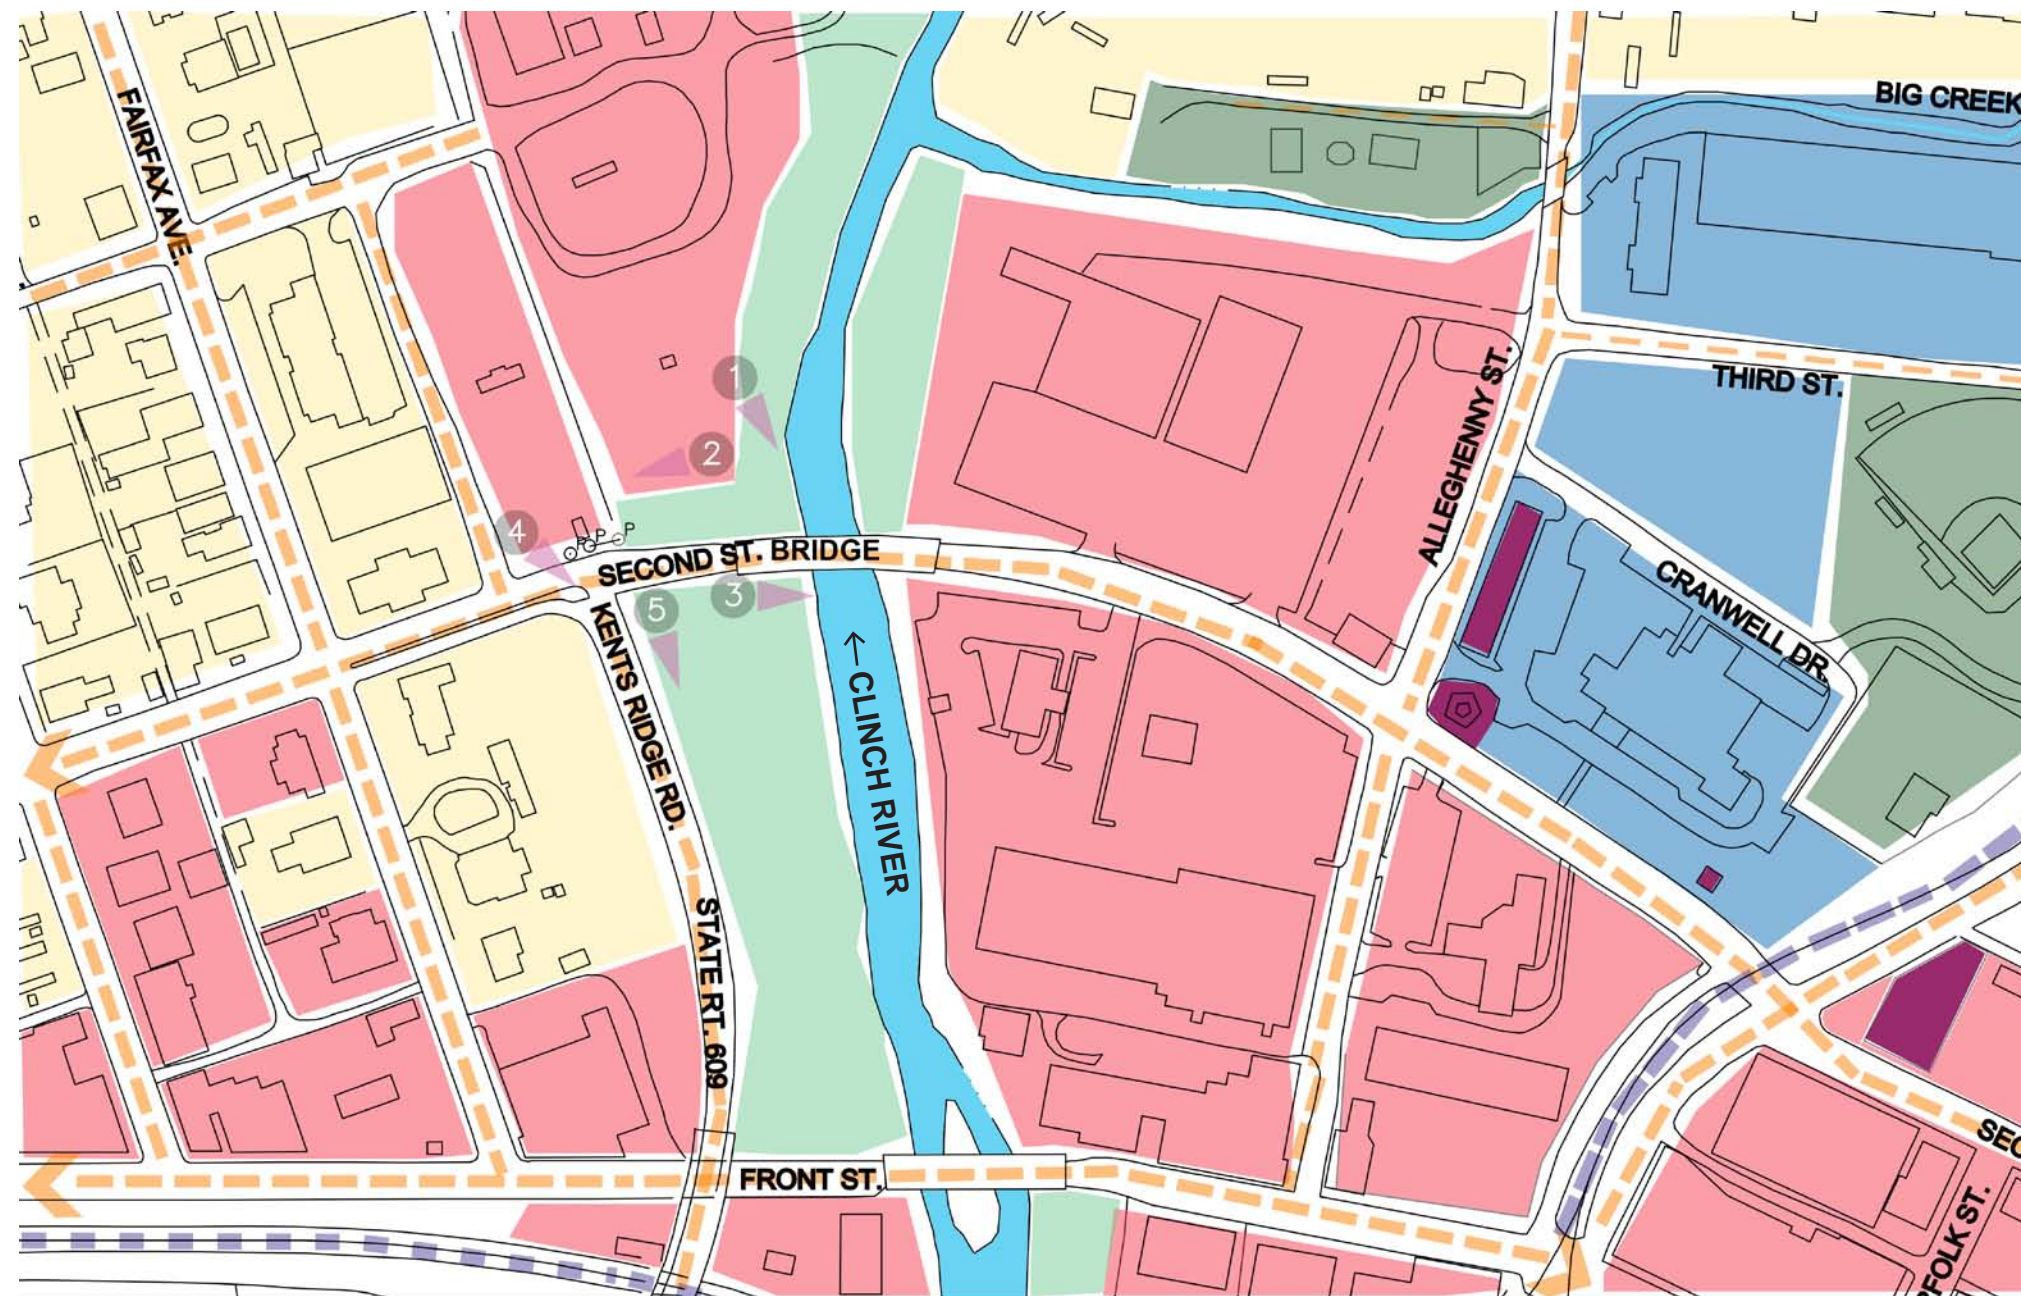 BIG CREEK
FAIRFAX AVE.
1
THIRD ST.
ALLEGHENNY ST.
2
4
P
P
P
SECOND ST. BRIDGE
CRANWELL DR.
3
5
KENTS RIDGE RD.
←CLINCH RIVER
STATE RT. 609
SEC
FRONT ST.
FOLK ST.